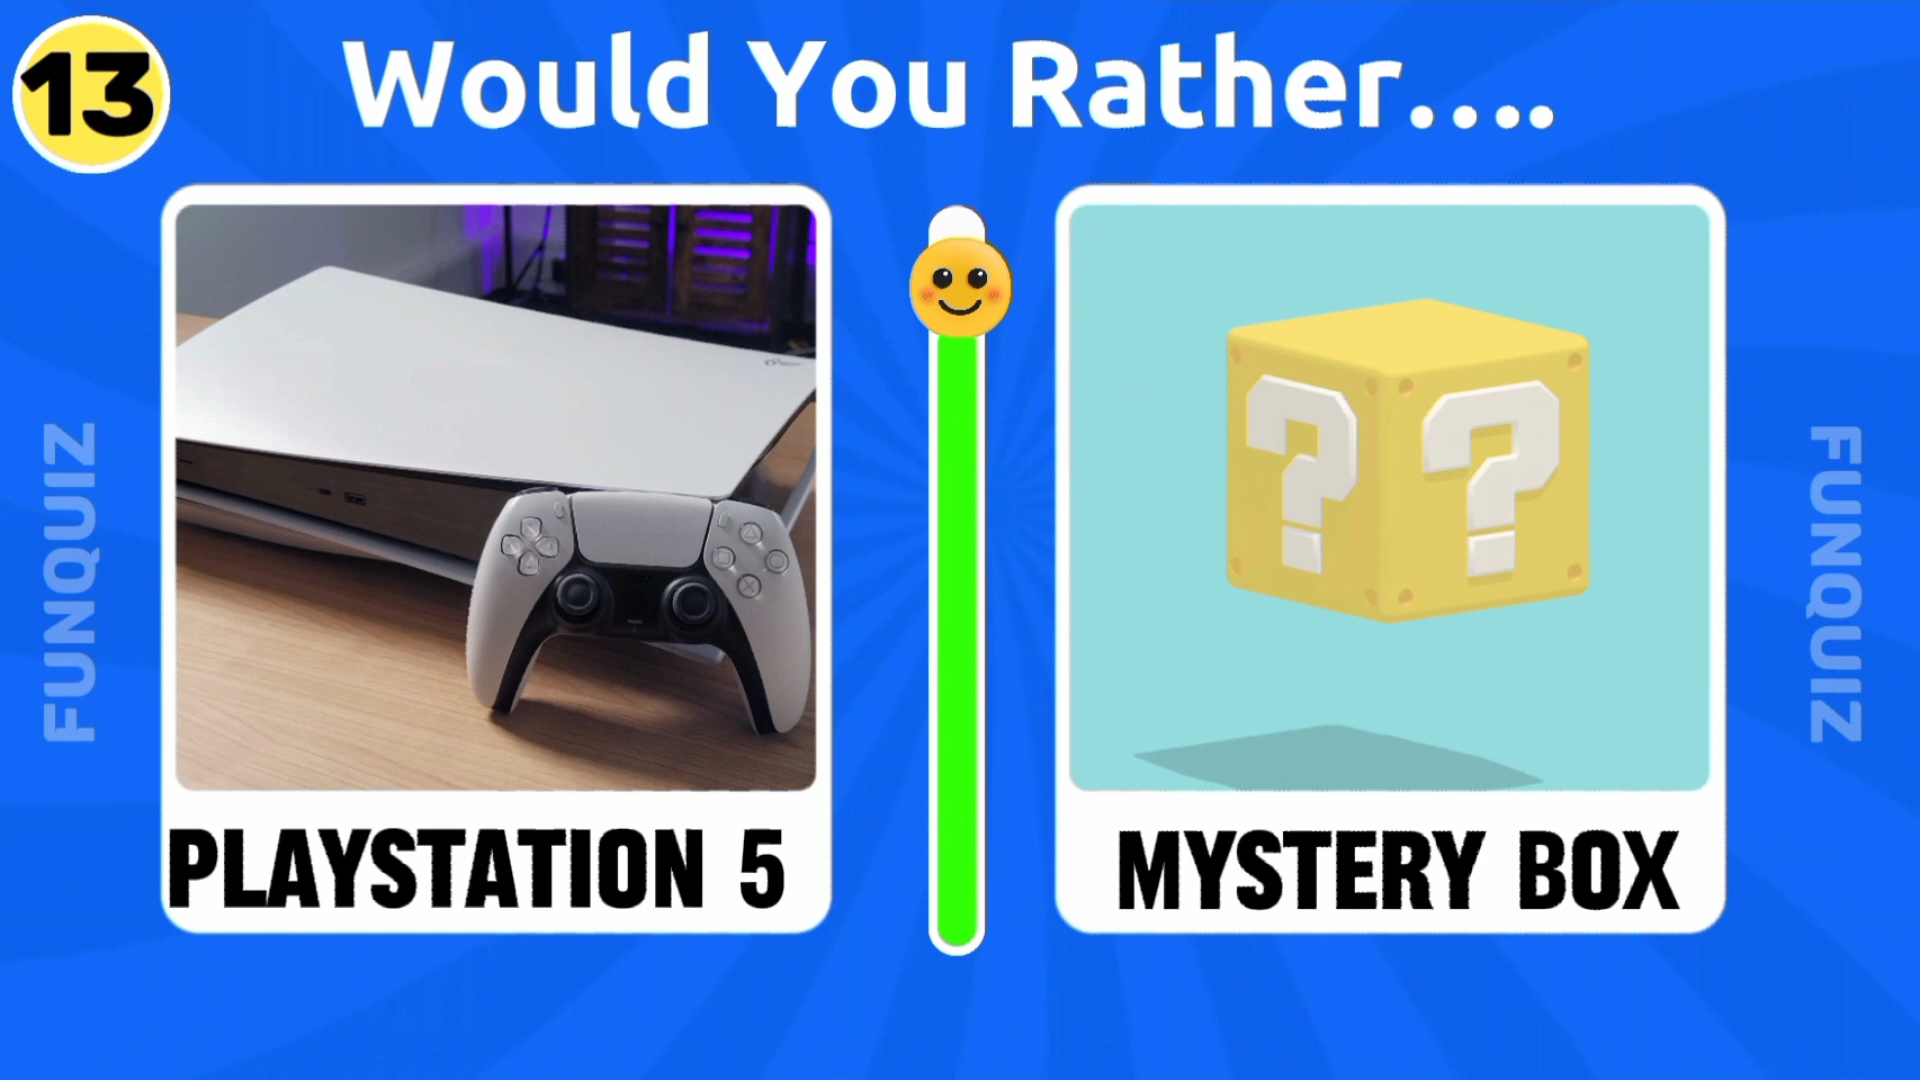 13
Would You Rather....
FUNQUIZ
? ?
PLAYSTATION 5
MYSTERY BOX
FUNQUIZ